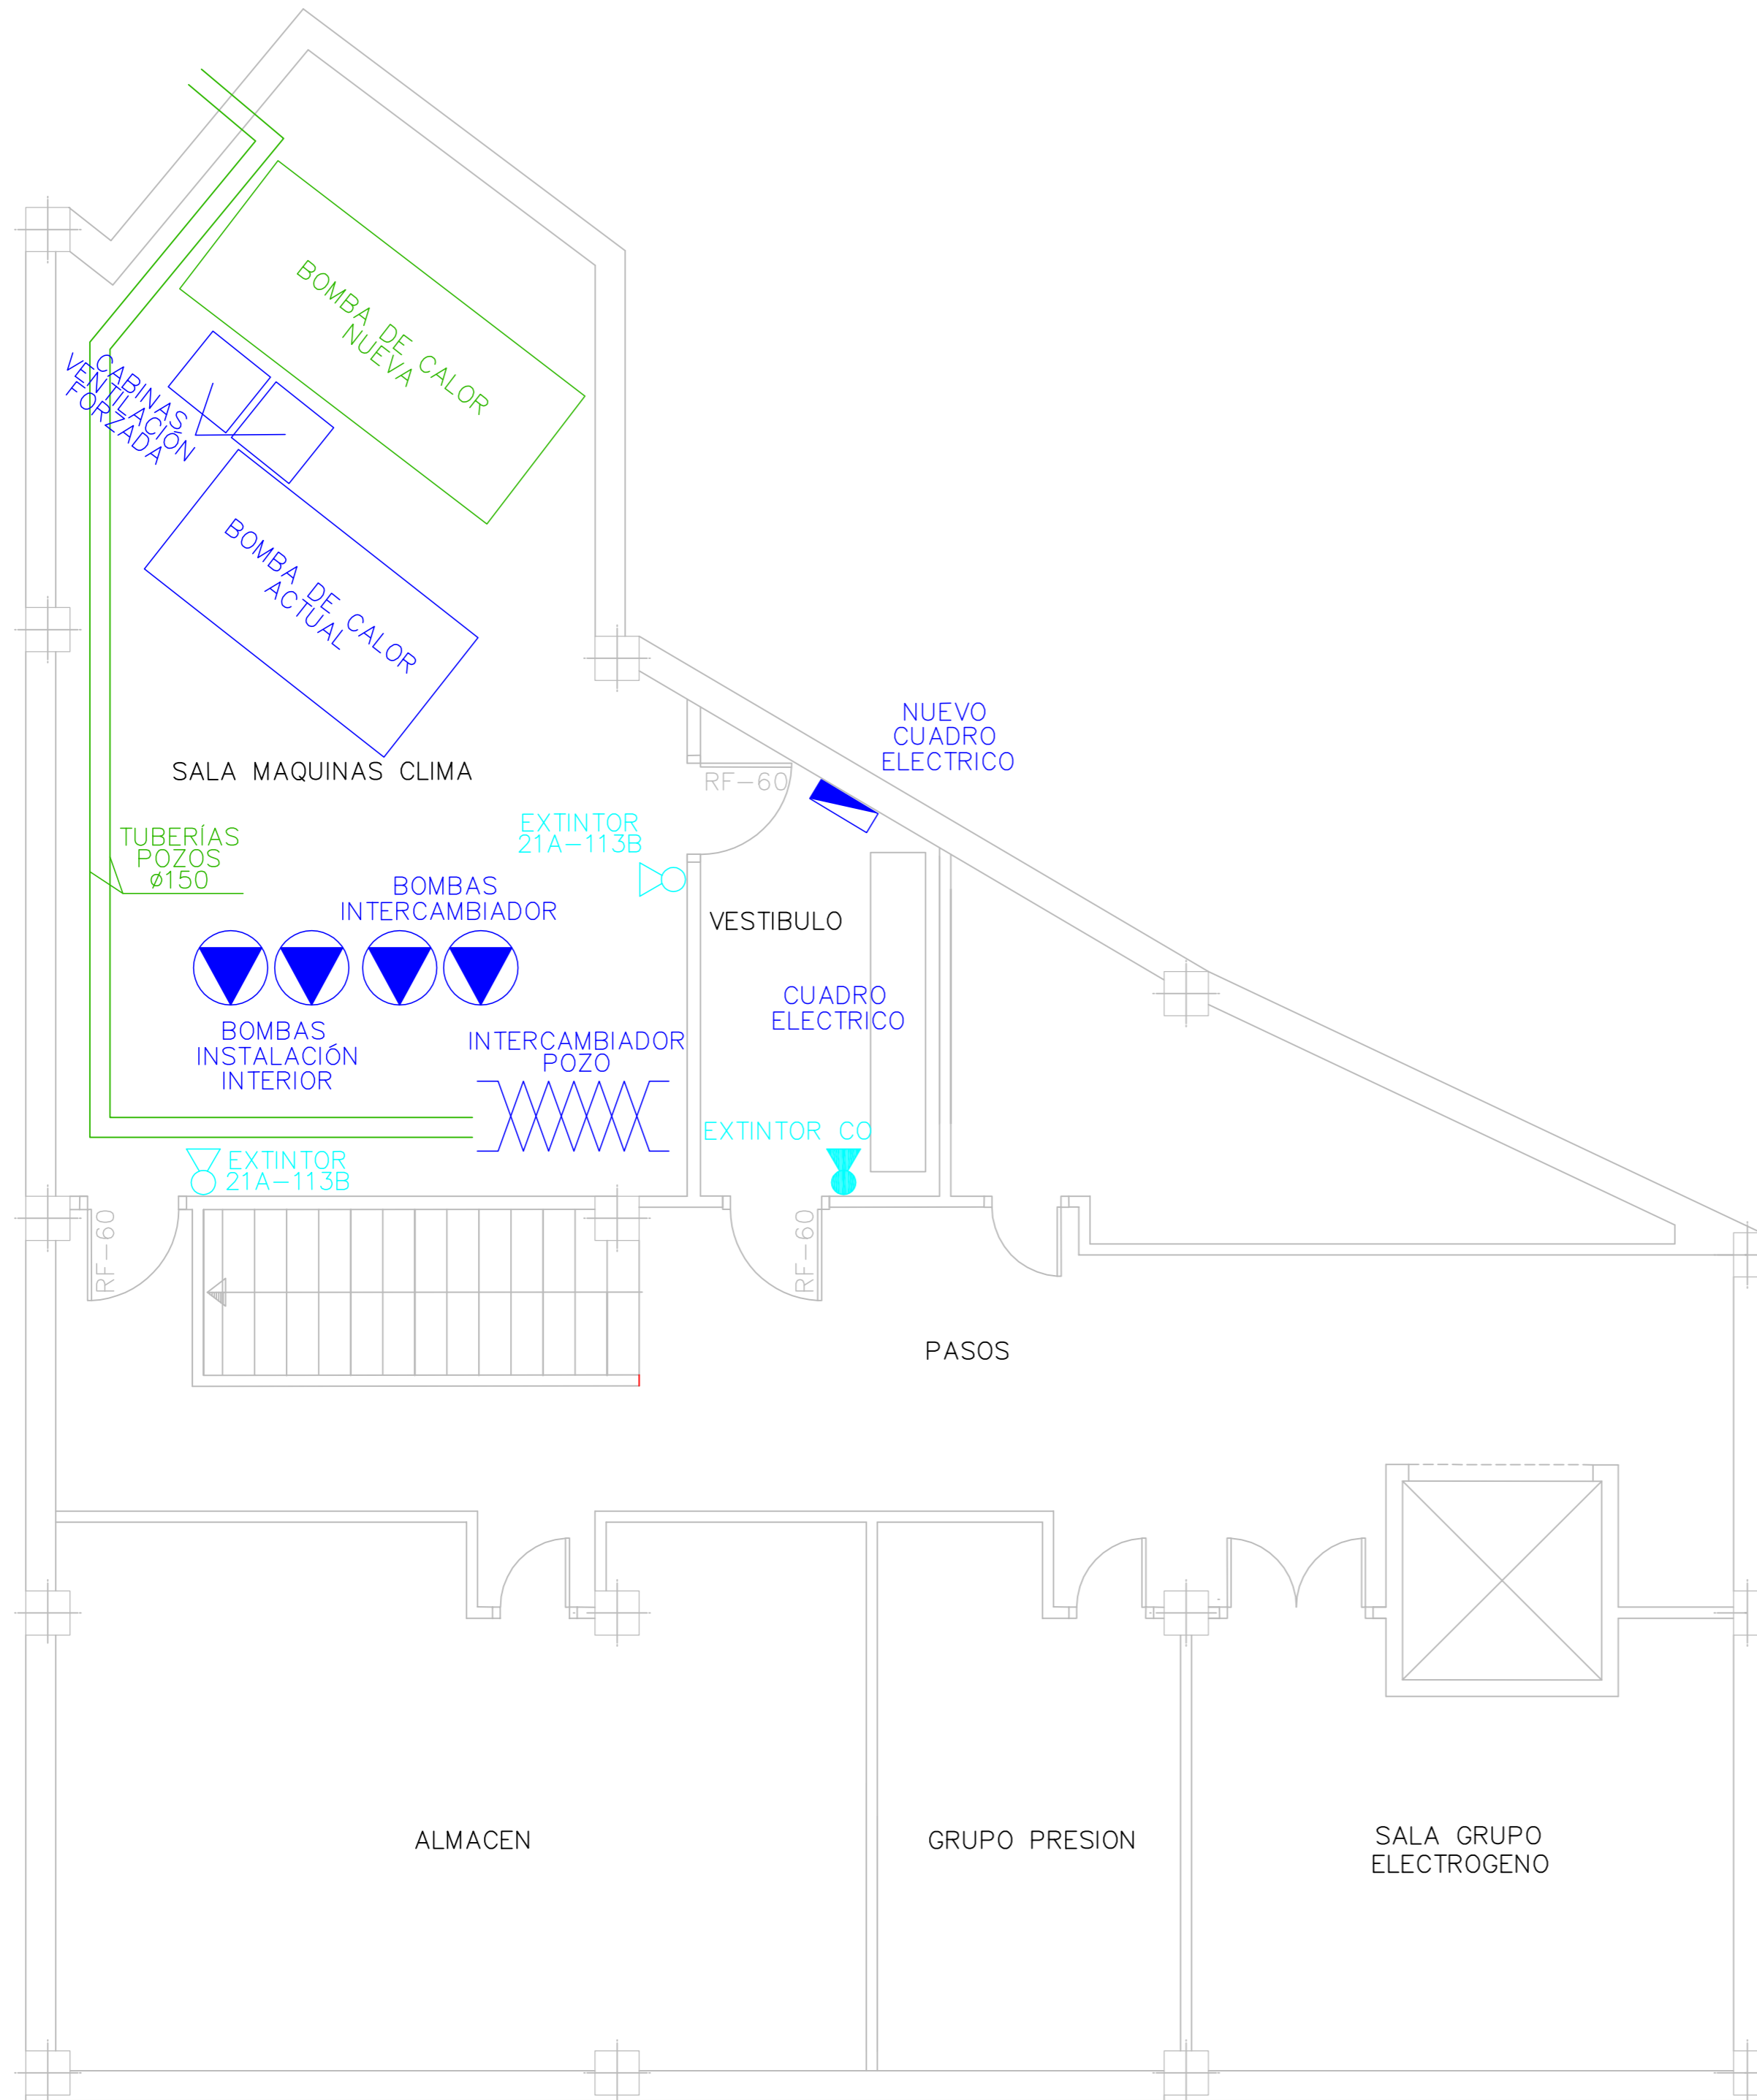 BOMBA DE CALOR
NUEVA
CABINAS
VENTILACIÓN
FORZADA
BOMBA DE CALOR
ACTUAL
NUEVO
CUADRO
ELECTRICO
SALA MAQUINAS CLIMA
RF-60
EXTINTOR
21A-113B
TUBERÍAS
POZOS
ø150
BOMBAS
INTERCAMBIADOR
VESTIBULO
CUADRO
ELECTRICO
BOMBAS
INSTALACIÓN
INTERIOR
INTERCAMBIADOR
POZO
EXTINTOR CO
EXTINTOR
21A-113B
RF-60
RF-60
PASOS
ALMACEN
GRUPO PRESION
SALA GRUPO
ELECTROGENO